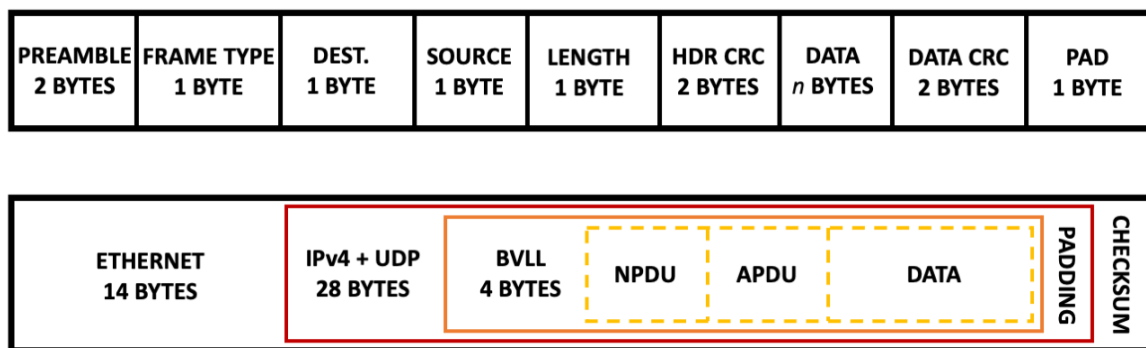 PREAMBLE
2 BYTES
FRAME TYPE
1 BYTE
DEST.
1 BYTE
SOURCE
1 BYTE
LENGTH
1 BYTE
HDR CRC
2 BYTES
DATA
n BYTES
DATA CRC
2 BYTES
PAD
1 BYTE
ETHERNET
14 BYTES
IPv4 + UDP
28 BYTES
BVLL
4 BYTES
NPDU
APDU
DATA
PADDING
CHECKSUM